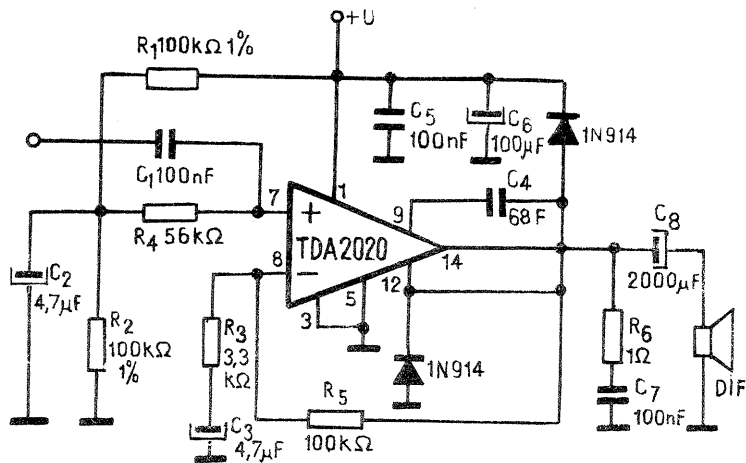 +U
R1 100kΩ 1%
C5
100nF
C6
100µF
1N914
C1 100nF
C4
68F
7
1
9
+
TDA2020
14
R4 56kΩ
8
−
12
5
3
C8
2000µF
C2
4,7µF
R2
100kΩ
1%
R3
3,3
kΩ
1N914
R6
1Ω
DIF
C7
100nF
R5
100kΩ
C3
4,7µF